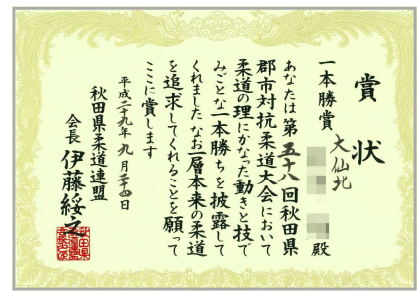 賞状
一本勝賞
大仙北
殿
あなたは第五十八回秋田県
郡市対抗柔道大会において
柔道の理にかなった動きと技で
みごとな一本勝ちを披露して
くれました なお一層本来の柔道
を追求してくれることを願って
ここに賞します
平成二十九年九月二十四日
秋田県柔道連盟
会長 伊藤綏之